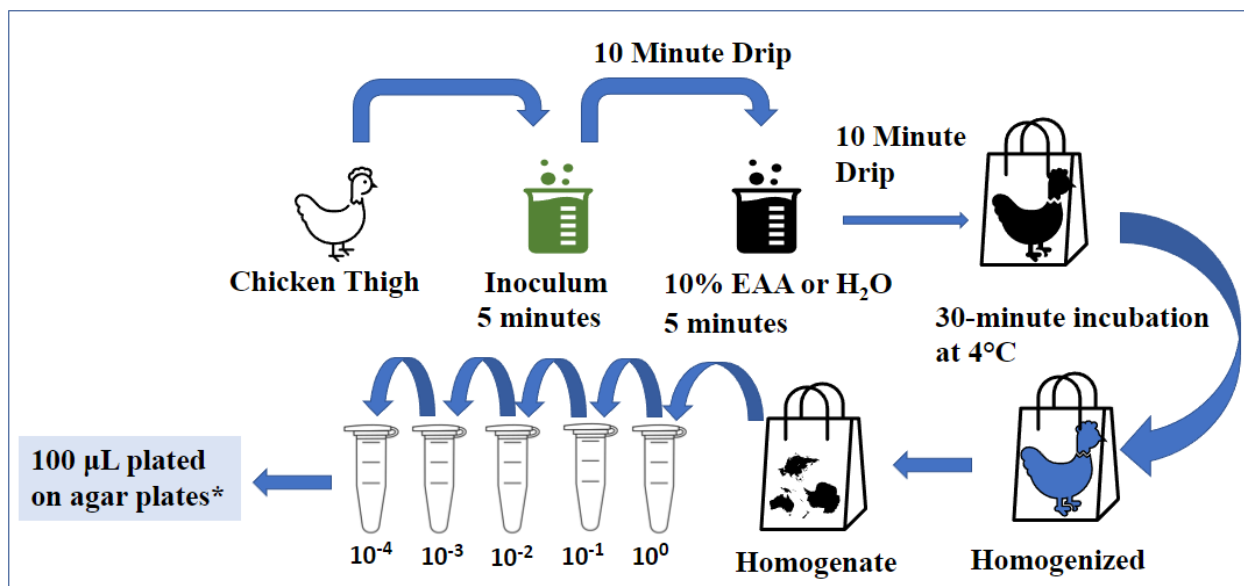 10 Minute Drip
10 Minute
Drip
Chicken Thigh
Inoculum
5 minutes
10% EAA or H₂O
5 minutes
30-minute incubation
at 4°C
100 µL plated
on agar plates*
10⁻⁴
10⁻³
10⁻²
10⁻¹
10⁰
Homogenate
Homogenized